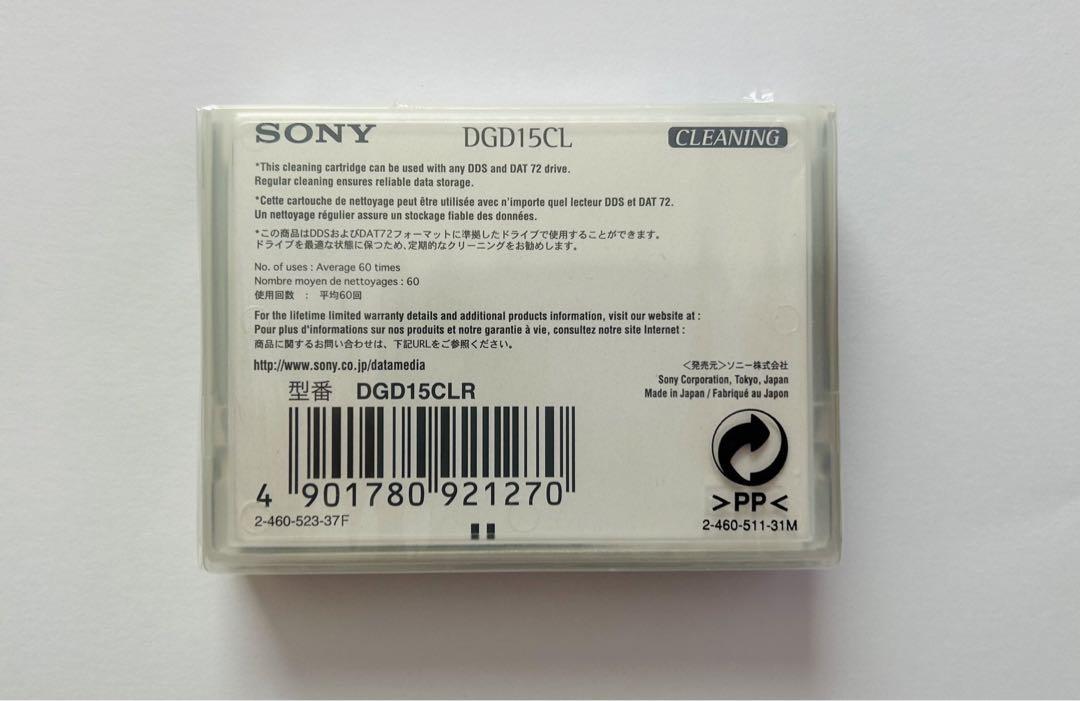 SONY DGD15CL CLEANING
*This cleaning cartridge can be used with any DDS and DAT 72 drive.
Regular cleaning ensures reliable data storage.
*Cette cartouche de nettoyage peut être utilisée avec n'importe quel lecteur DDS et DAT 72.
Un nettoyage régulier assure un stockage fiable des données.
*この商品はDDSおよびDAT72フォーマットに準拠したドライブで使用することができます。
ドライブを最適な状態に保つため、定期的なクリーニングをお勧めします。
No. of uses : Average 60 times
Nombre moyen de nettoyages : 60
使用回数 : 平均60回
For the lifetime limited warranty details and additional products information, visit our website at :
Pour plus d'informations sur nos produits et notre garantie à vie, consultez notre site Internet :
商品に関するお問い合わせは、下記URLをご参照ください。
http://www.sony.co.jp/datamedia
<発売元>ソニー株式会社
Sony Corporation, Tokyo, Japan
Made in Japan / Fabriqué au Japon
型番 DGD15CLR
4 901780 921270
2-460-523-37F
>PP<
2-460-511-31M